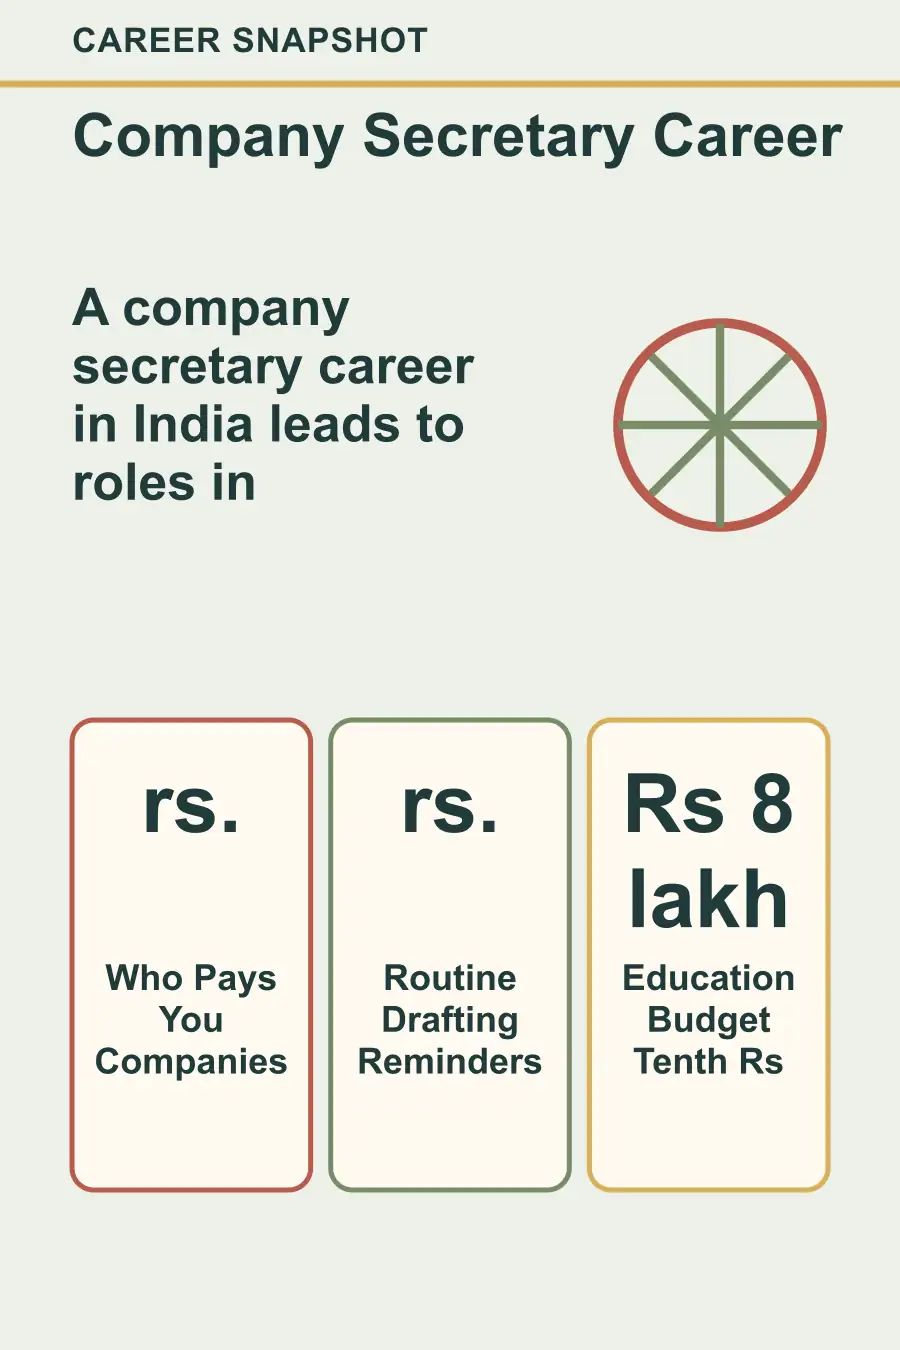 CAREER SNAPSHOT
Company Secretary Career
A company
secretary career
in India leads to
roles in
rs.
Who Pays
You
Companies
rs.
Routine
Drafting
Reminders
Rs 8
lakh
Education
Budget
Tenth Rs